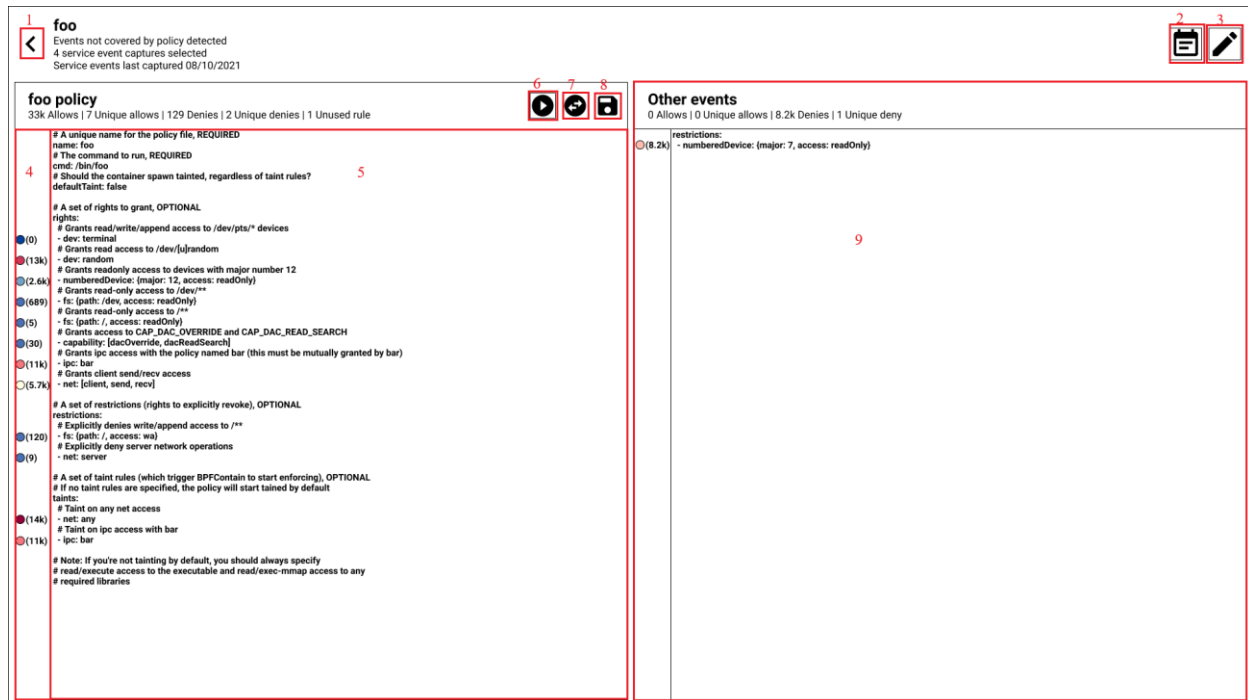 1
foo
Events not covered by policy detected
4 service event captures selected
Service events last captured 08/10/2021
2
3
foo policy
33k Allows | 7 Unique allows | 129 Denies | 2 Unique denies | 1 Unused rule
6
7
8
4
5
# A unique name for the policy file, REQUIRED
name: foo
# The command to run, REQUIRED
cmd: /bin/foo
# Should the container spawn tainted, regardless of taint rules?
defaultTaint: false
# A set of rights to grant, OPTIONAL
rights:
# Grants read/write/append access to /dev/pts/* devices
(0) - dev: terminal
# Grants read access to /dev/[u]random
(13k) - dev: random
# Grants readonly access to devices with major number 12
(2.6k) - numberedDevice: {major: 12, access: readOnly}
# Grants read-only access to /dev/**
(689) - fs: {path: /dev, access: readOnly}
# Grants read-only access to /**
(5) - fs: {path: /, access: readOnly}
# Grants access to CAP_DAC_OVERRIDE and CAP_DAC_READ_SEARCH
(30) - capability: [dacOverride, dacReadSearch]
# Grants ipc access with the policy named bar (this must be mutually granted by bar)
(11k) - ipc: bar
# Grants client send/recv access
(5.7k) - net: [client, send, recv]
# A set of restrictions (rights to explicitly revoke), OPTIONAL
restrictions:
# Explicitly denies write/append access to /**
(120) - fs: {path: /, access: wa}
# Explicitly deny server network operations
(9) - net: server
# A set of taint rules (which trigger BPFContain to start enforcing), OPTIONAL
# If no taint rules are specified, the policy will start tained by default
taints:
# Taint on any net access
(14k) - net: any
# Taint on ipc access with bar
(11k) - ipc: bar
# Note: If you're not tainting by default, you should always specify
# read/execute access to the executable and read/exec-mmap access to any
# required libraries
Other events
0 Allows | 0 Unique allows | 8.2k Denies | 1 Unique deny
restrictions:
(8.2k) - numberedDevice: {major: 7, access: readOnly}
9